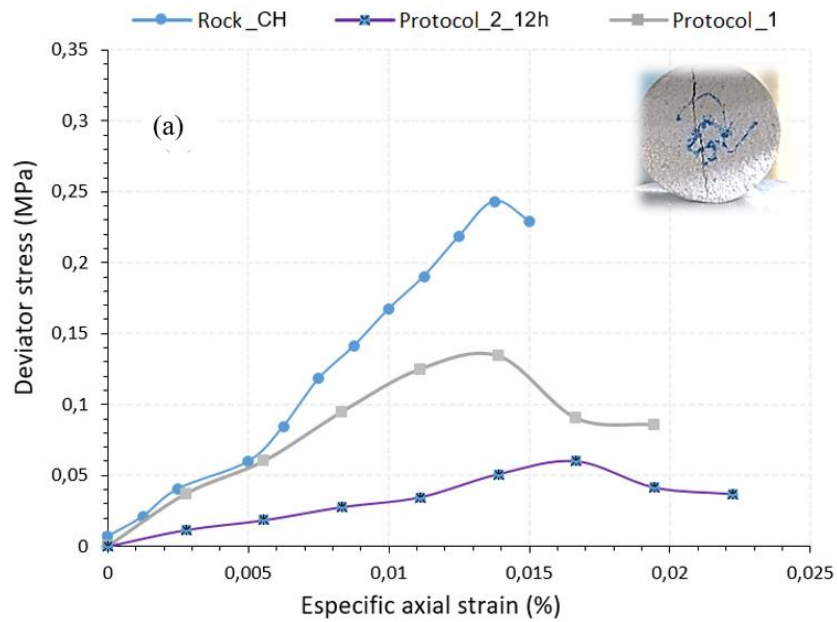 Rock_CH Protocol_2_12h Protocol_1
0,35
0,3
0,25
0,2
0,15
0,1
0,05
0
(a)
Deviator stress (MPa)
0 0,005 0,01 0,015 0,02 0,025
Especific axial strain (%)